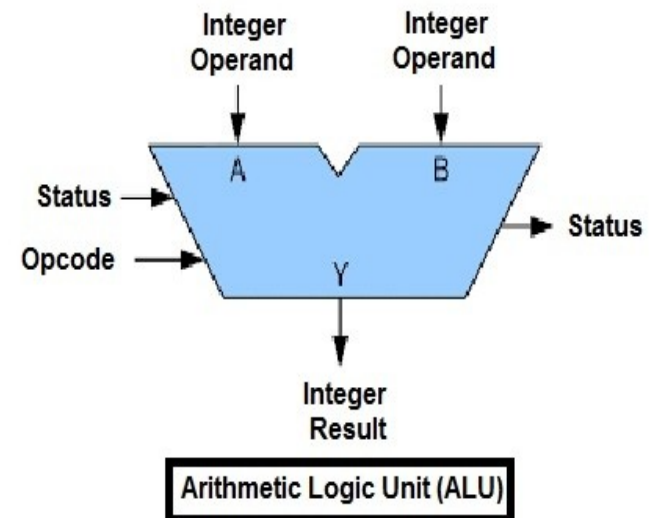 Integer
Operand
Integer
Operand
A
B
Status
Status
Opcode
Y
Integer
Result
Arithmetic Logic Unit (ALU)